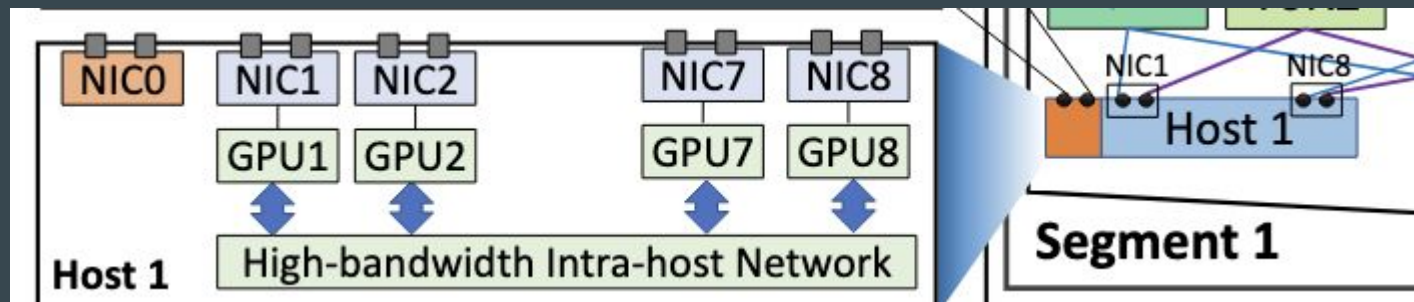 NIC0 NIC1 NIC2 NIC7 NIC8
GPU1 GPU2 GPU7 GPU8
High-bandwidth Intra-host Network
Host 1
NIC1 NIC8
Host 1
Segment 1